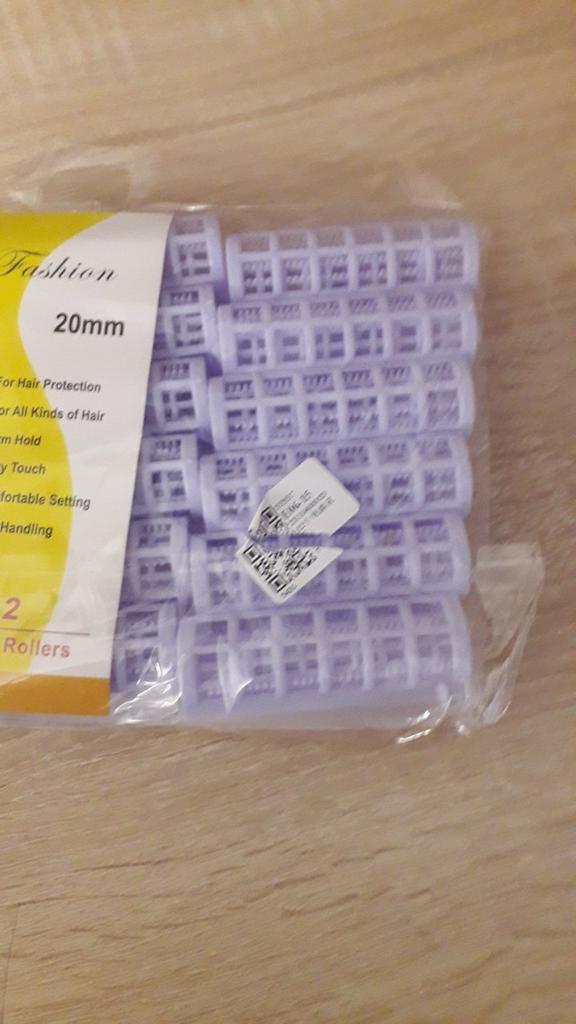 Fashion
20mm
For Hair Protection
or All Kinds of Hair
rm Hold
y Touch
fortable Setting
Handling
2
Rollers